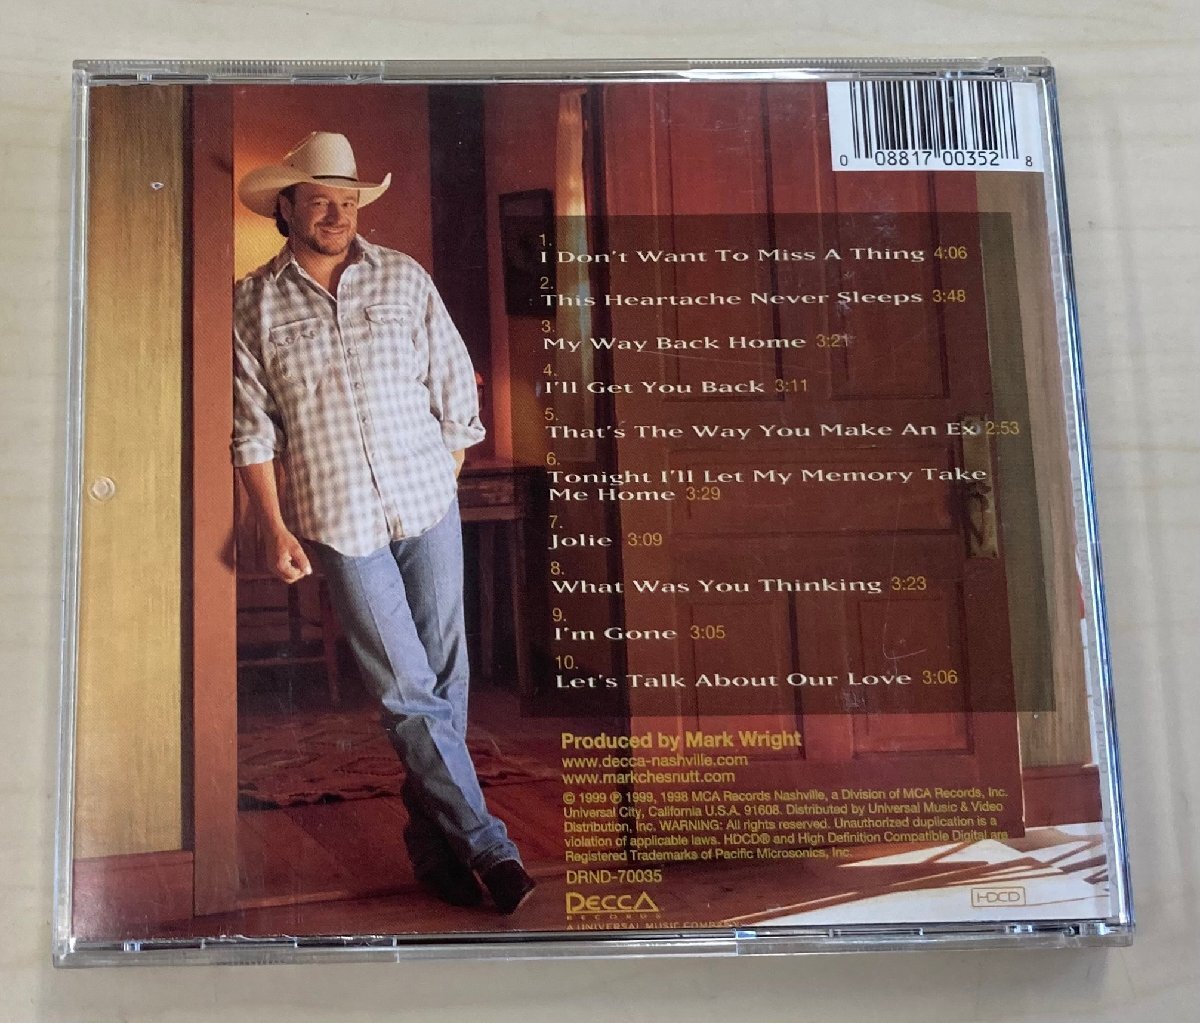 0 08817 00352 8
1.
I Don't Want To Miss A Thing 4:06
2.
This Heartache Never Sleeps 3:48
3.
My Way Back Home 3:21
4.
I'll Get You Back 3:11
5.
That's The Way You Make An Ex 2:53
6.
Tonight I'll Let My Memory Take
Me Home 3:29
7.
Jolie 3:09
8.
What Was You Thinking 3:23
9.
I'm Gone 3:05
10.
Let's Talk About Our Love 3:06
Produced by Mark Wright
www.decca-nashville.com
www.markchesnutt.com
© 1999 ℗ 1999, 1998 MCA Records Nashville, a Division of MCA Records, Inc.
Universal City, California U.S.A. 91608. Distributed by Universal Music & Video
Distribution, Inc. WARNING: All rights reserved. Unauthorized duplication is a
violation of applicable laws. HDCD® and High Definition Compatible Digital are
Registered Trademarks of Pacific Microsonics, Inc.
DRND-70035
DECCA
RECORDS
A UNIVERSAL MUSIC COMPANY
HDCD